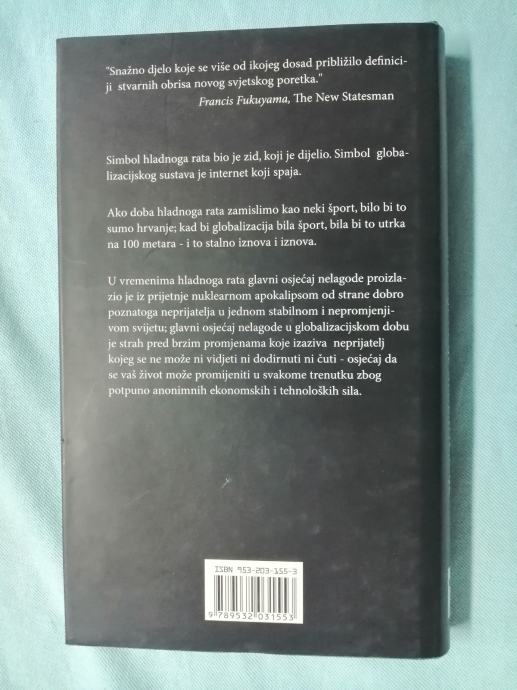 "Snažno djelo koje se više od ikojeg dosad približilo definici-
ji stvarnih obrisa novog svjetskog poretka."
Francis Fukuyama, The New Statesman
Simbol hladnoga rata bio je zid, koji je dijelio. Simbol globa-
lizacijskog sustava je internet koji spaja.
Ako doba hladnoga rata zamislimo kao neki šport, bilo bi to
sumo hrvanje; kad bi globalizacija bila šport, bila bi to utrka
na 100 metara - i to stalno iznova i iznova.
U vremenima hladnoga rata glavni osjećaj nelagode proizla-
zio je iz prijetnje nuklearnom apokalipsom od strane dobro
poznatoga neprijatelja u jednom stabilnom i nepromjenji-
vom svijetu; glavni osjećaj nelagode u globalizacijskom dobu
je strah pred brzim promjenama koje izaziva neprijatelj
kojeg se ne može ni vidjeti ni dodirnuti ni čuti - osjećaj da
se vaš život može promijeniti u svakome trenutku zbog
potpuno anonimnih ekonomskih i tehnoloških sila.
ISBN 953-203-155-3
9 789532 031553